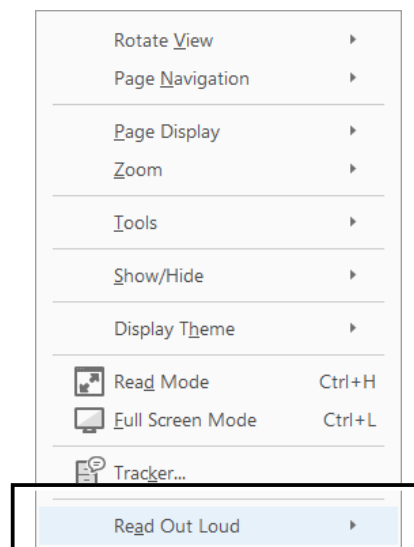 Rotate View
Page Navigation
Page Display
Zoom
Tools
Show/Hide
Display Theme
Read Mode Ctrl+H
Full Screen Mode Ctrl+L
Tracker...
Read Out Loud